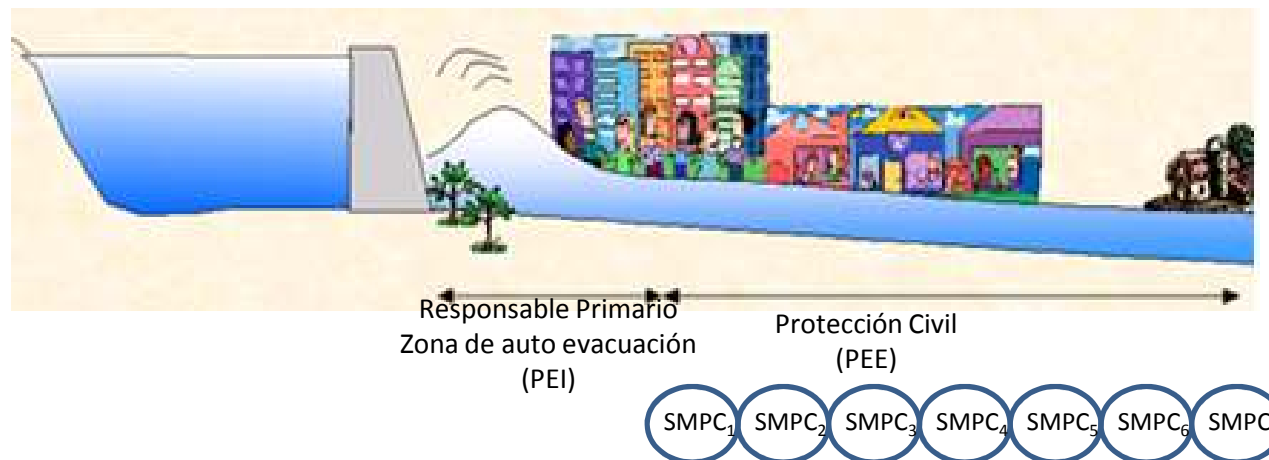 Responsable Primario
Zona de auto evacuación
(PEI)
Protección Civil
(PEE)
SMPC₁ SMPC₂ SMPC₃ SMPC₄ SMPC₅ SMPC₆ SMPC